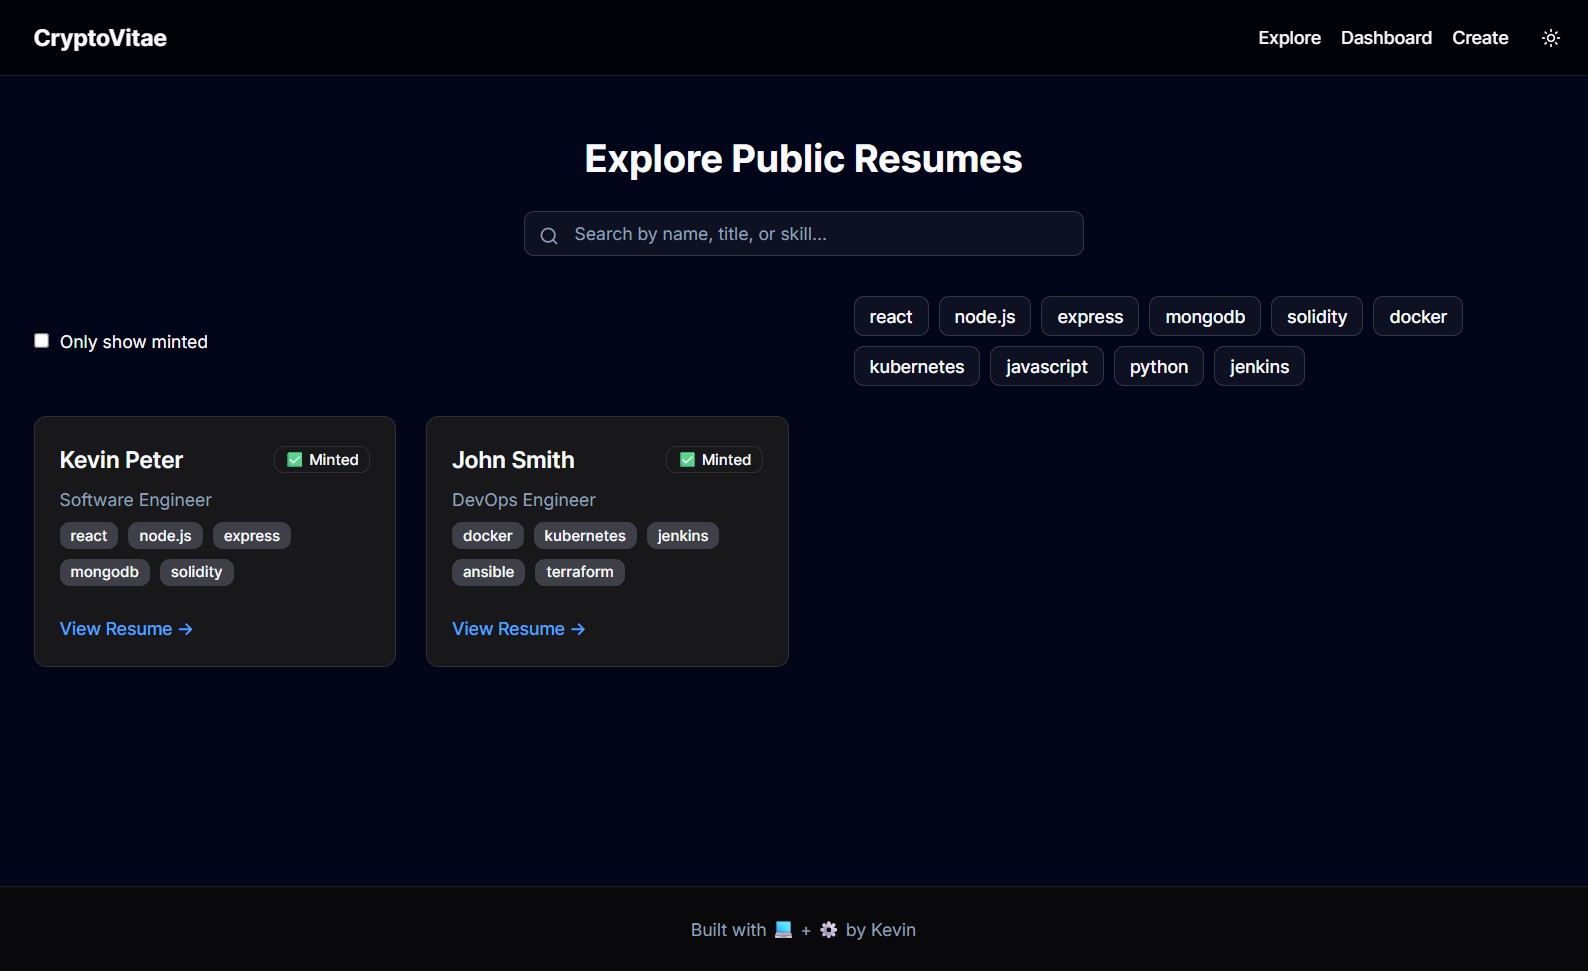 CryptoVitae
Explore Dashboard Create
Explore Public Resumes
Search by name, title, or skill...
Only show minted
react node.js express mongodb solidity docker
kubernetes javascript python jenkins
Kevin Peter ✅ Minted
Software Engineer
react node.js express
mongodb solidity
View Resume →
John Smith ✅ Minted
DevOps Engineer
docker kubernetes jenkins
ansible terraform
View Resume →
Built with 💻 + ⚙️ by Kevin